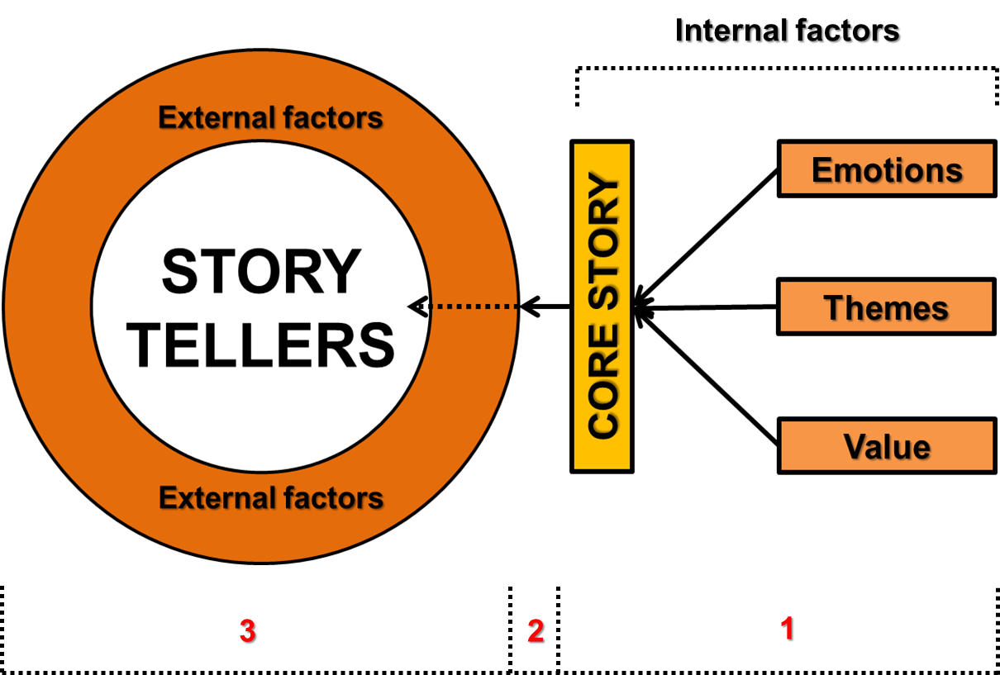 Internal factors
External factors
STORY
TELLERS
External factors
CORE STORY
Emotions
Themes
Value
3
2
1